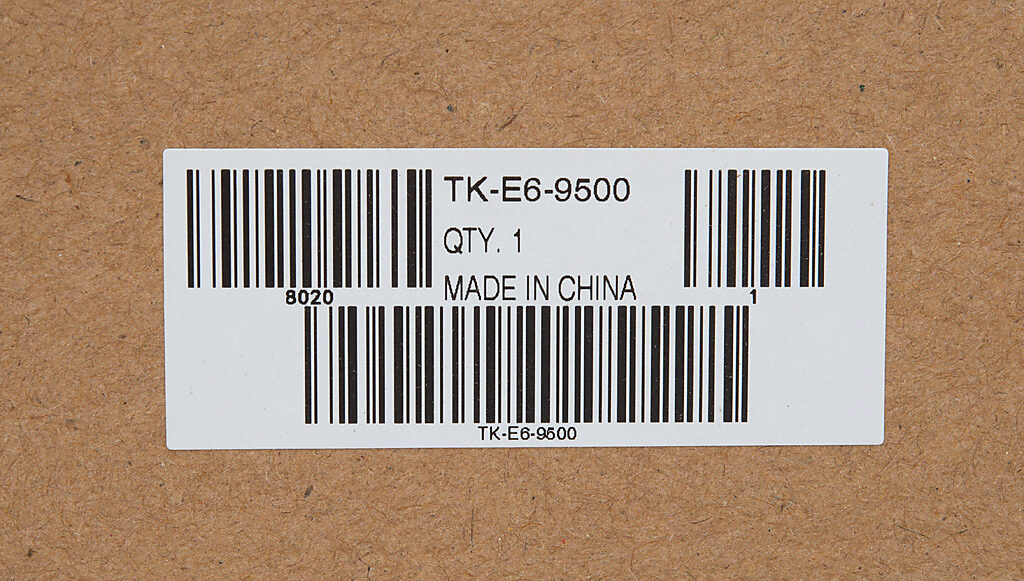 TK-E6-9500
QTY. 1
MADE IN CHINA
8020
1
TK-E6-9500